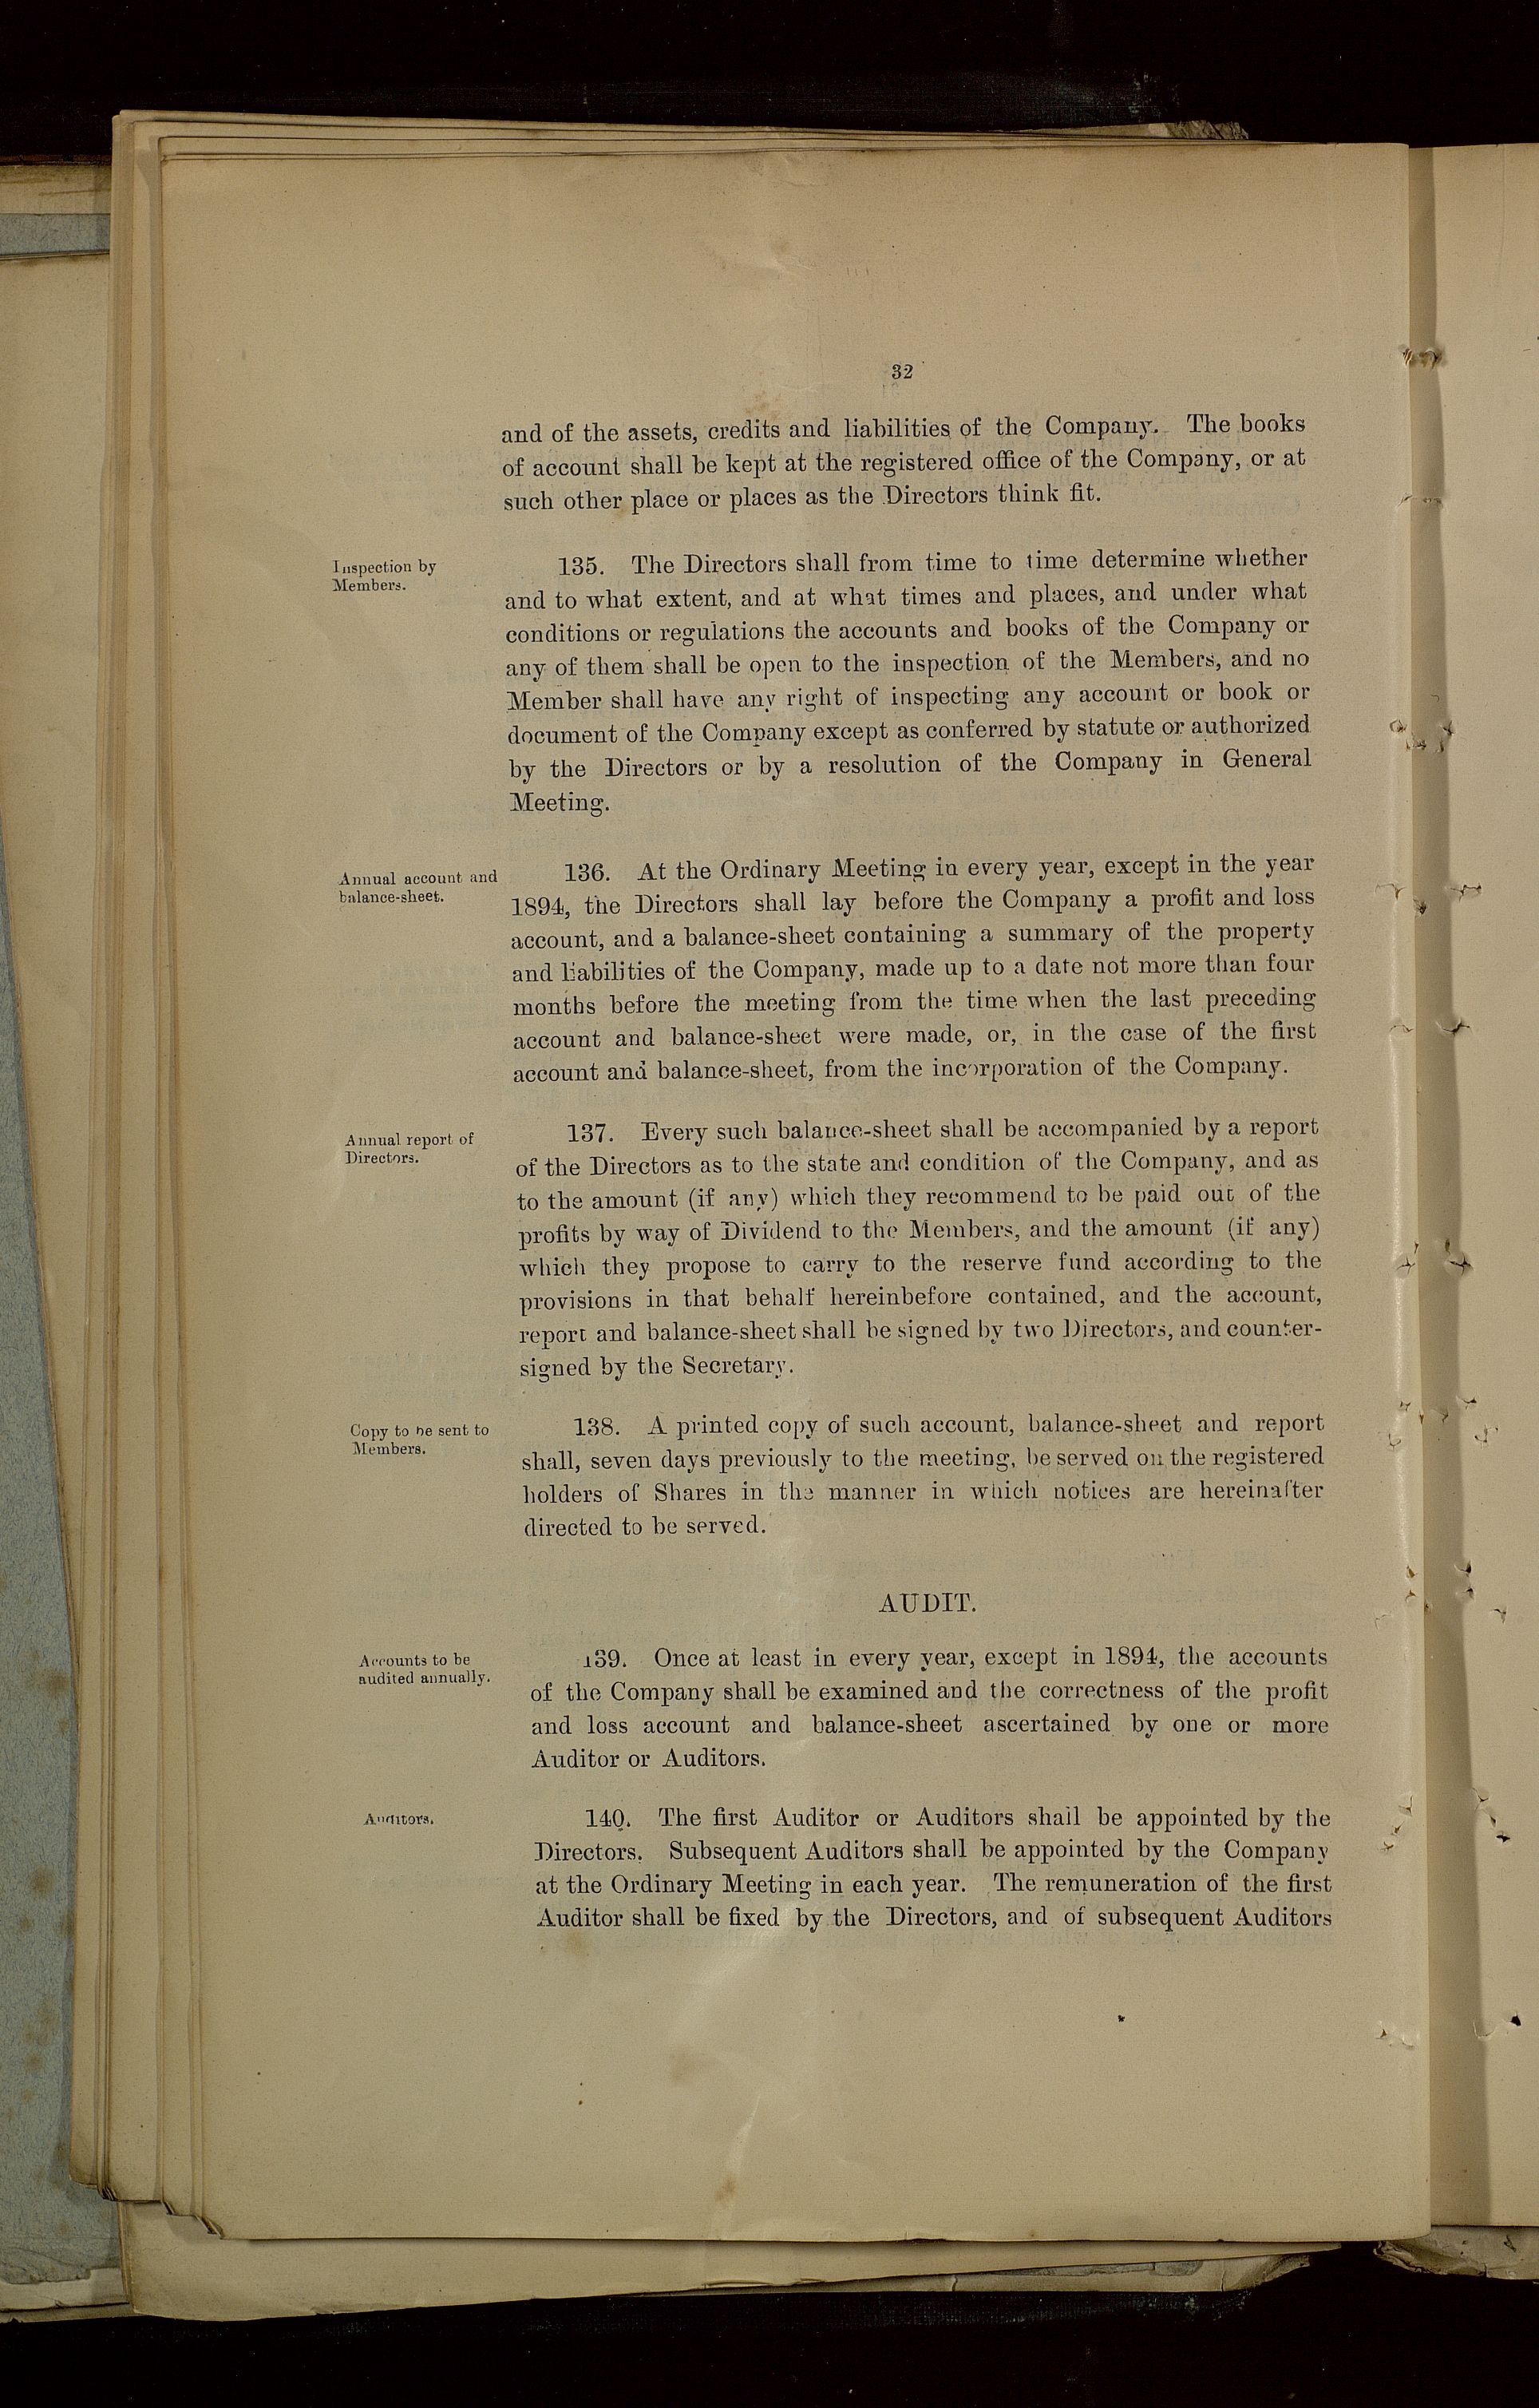 32
and of the assets, credits and liabilities of the Company. The books
of account shall be kept at the registered office of the Company, or at
such other place or places as the Directors think fit.
Inspection by
Members.
135. The Directors shall from time to time determine whether
and to what extent, and at what times and places, and under what
conditions or regulations the accounts and books of the Company or
any of them shall be open to the inspection of the Members, and no
Member shall have any right of inspecting any account or book or
document of the Company except as conferred by statute or authorized
by the Directors or by a resolution of the Company in General
Meeting.
Annual account and
balance-sheet.
136. At the Ordinary Meeting in every year, except in the year
1894, the Directors shall lay before the Company a profit and loss
account, and a balance-sheet containing a summary of the property
and liabilities of the Company, made up to a date not more than four
months before the meeting from the time when the last preceding
account and balance-sheet were made, or, in the case of the first
account and balance-sheet, from the incorporation of the Company.
Annual report of
Directors.
137. Every such balance-sheet shall be accompanied by a report
of the Directors as to the state and condition of the Company, and as
to the amount (if any) which they recommend to be paid out of the
profits by way of Dividend to the Members, and the amount (if any)
which they propose to carry to the reserve fund according to the
provisions in that behalf hereinbefore contained, and the account,
report and balance-sheet shall be signed by two Directors, and counter-
signed by the Secretary.
Copy to be sent to
Members.
138. A printed copy of such account, balance-sheet and report
shall, seven days previously to the meeting, be served on the registered
holders of Shares in the manner in which notices are hereinafter
directed to be served.
AUDIT.
Accounts to be
audited annually.
139. Once at least in every year, except in 1894, the accounts
of the Company shall be examined and the correctness of the profit
and loss account and balance-sheet ascertained by one or more
Auditor or Auditors.
Auditors.
140. The first Auditor or Auditors shall be appointed by the
Directors. Subsequent Auditors shall be appointed by the Company
at the Ordinary Meeting in each year. The remuneration of the first
Auditor shall be fixed by the Directors, and of subsequent Auditors